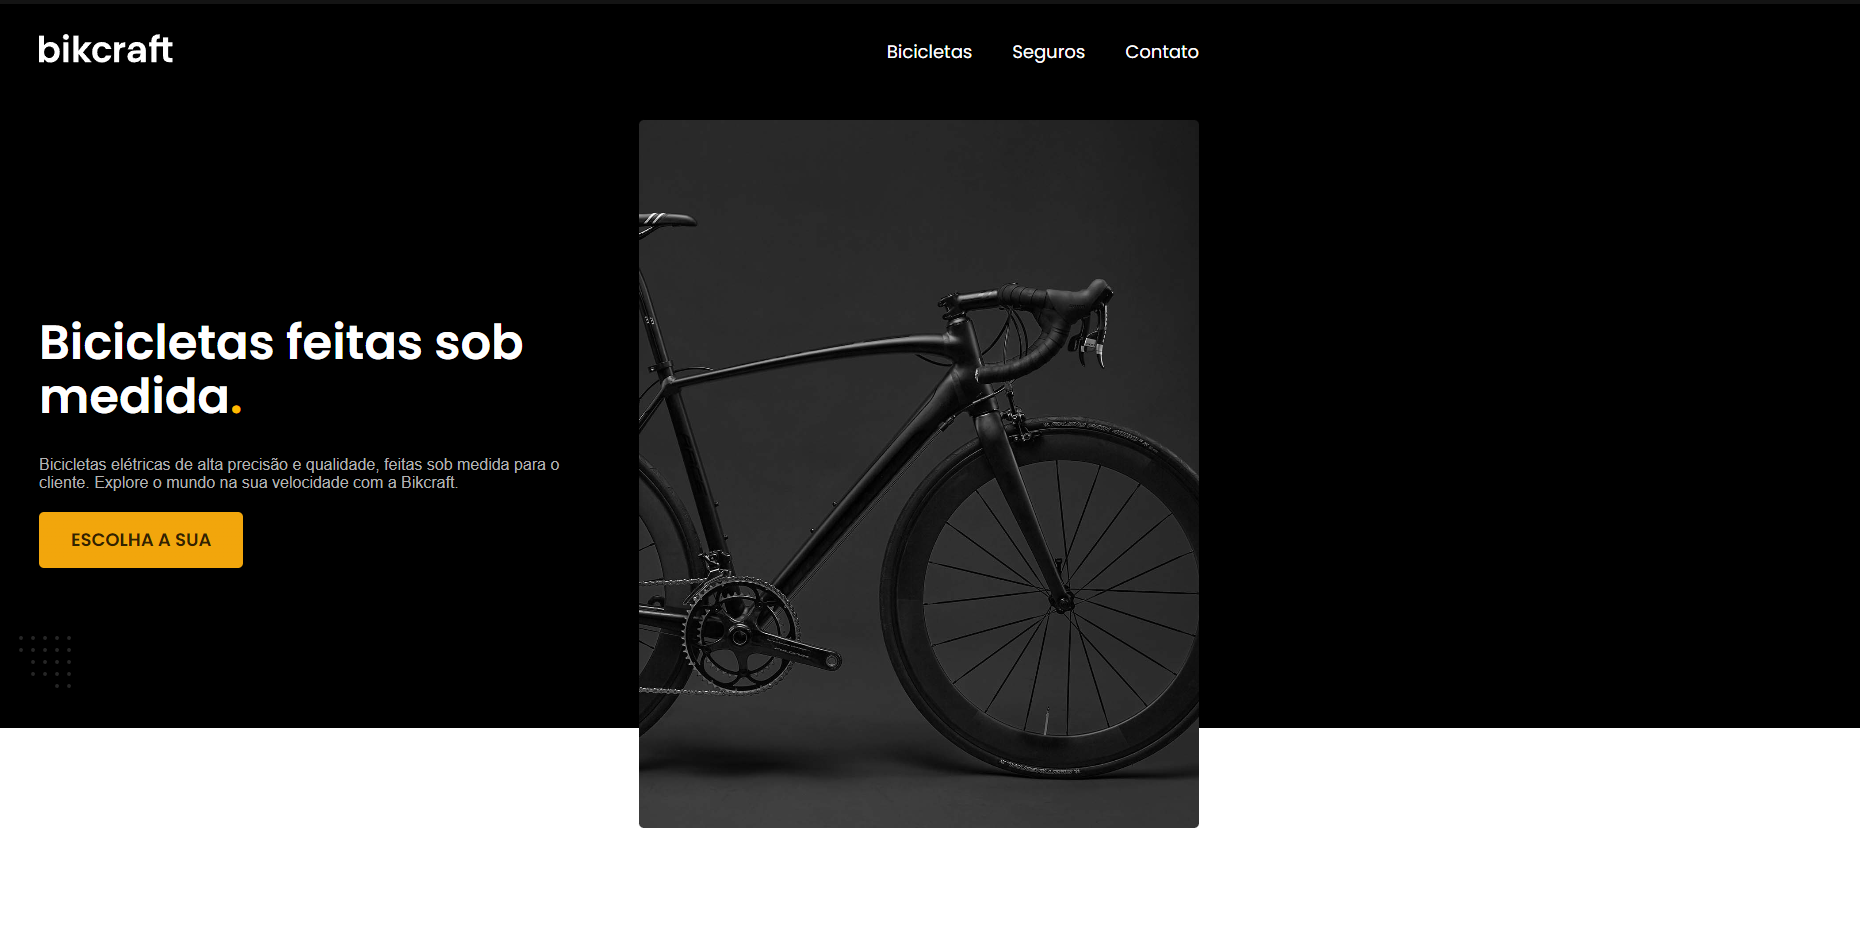 bikcraft
Bicicletas Seguros Contato
Bicicletas feitas sob
medida.
Bicicletas elétricas de alta precisão e qualidade, feitas sob medida para o
cliente. Explore o mundo na sua velocidade com a Bikcraft.
ESCOLHA A SUA